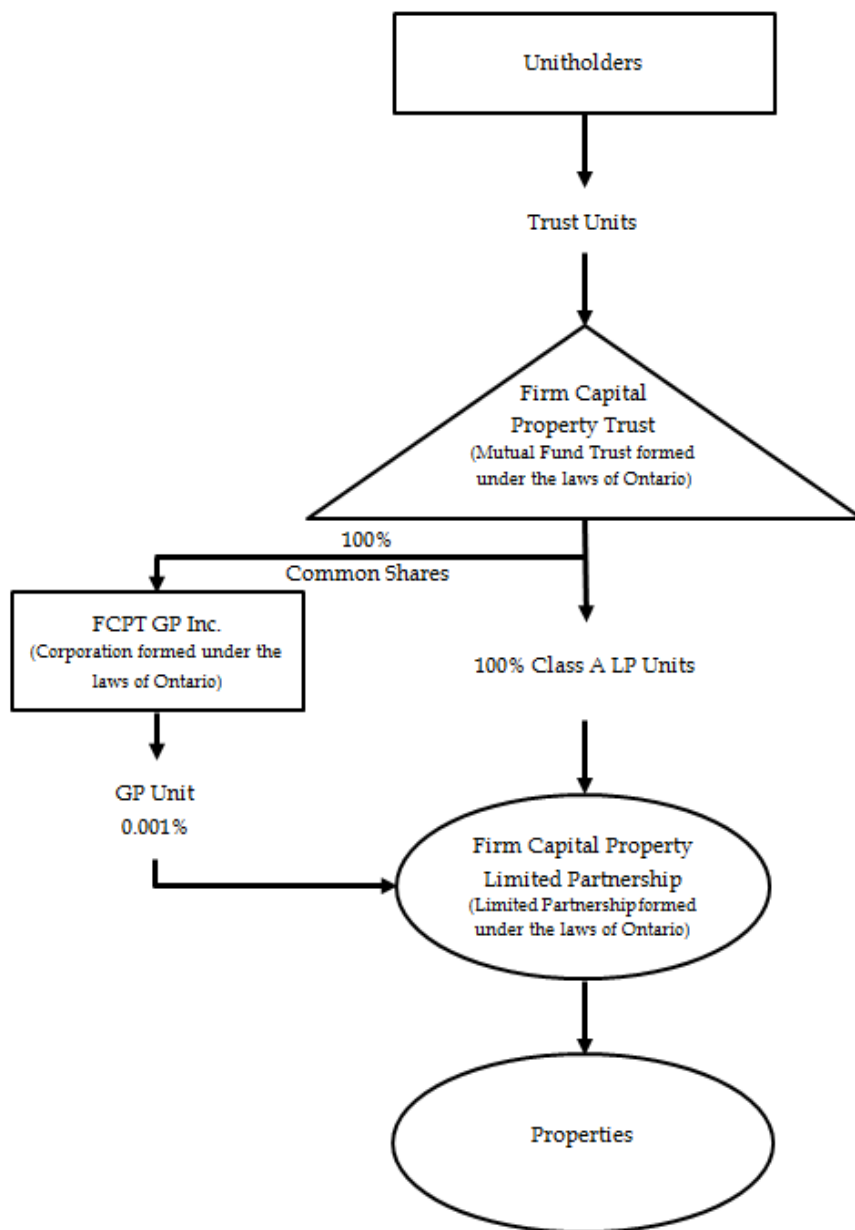 Unitholders
Trust Units
Firm Capital
Property Trust
(Mutual Fund Trust formed
under the laws of Ontario)
100%
Common Shares
FCPT GP Inc.
(Corporation formed under the
laws of Ontario)
100% Class A LP Units
GP Unit
0.001%
Firm Capital Property
Limited Partnership
(Limited Partnership formed
under the laws of Ontario)
Properties